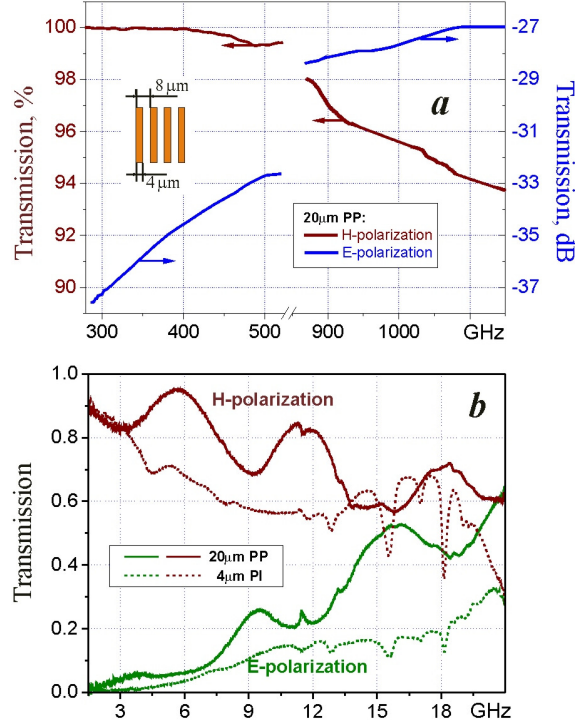 100
98
96
94
92
90
Transmission, %
-27
-29
-31
-33
-35
-37
Transmission, dB
a
8 µm
4 µm
20µm PP:
H-polarization
E-polarization
300
400
500
900
1000
GHz
1.0
0.8
0.6
0.4
0.2
0.0
Transmission
b
H-polarization
20µm PP
4µm PI
E-polarization
3
6
9
12
15
18
GHz